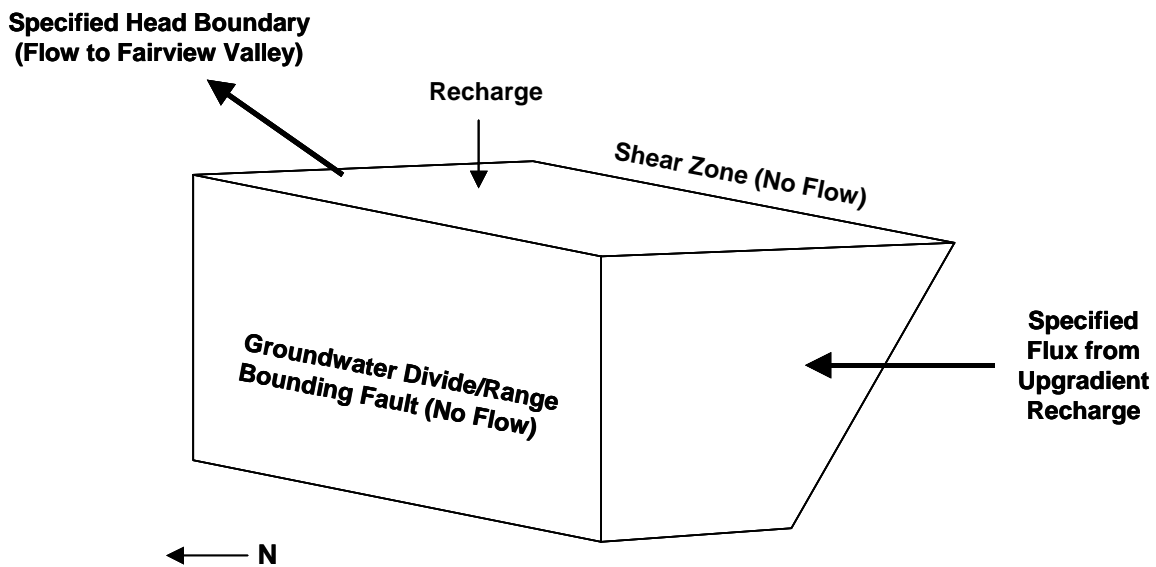 Specified Head Boundary
(Flow to Fairview Valley)
Recharge
Shear Zone (No Flow)
Groundwater Divide/Range
Bounding Fault (No Flow)
Specified
Flux from
Upgradient
Recharge
N